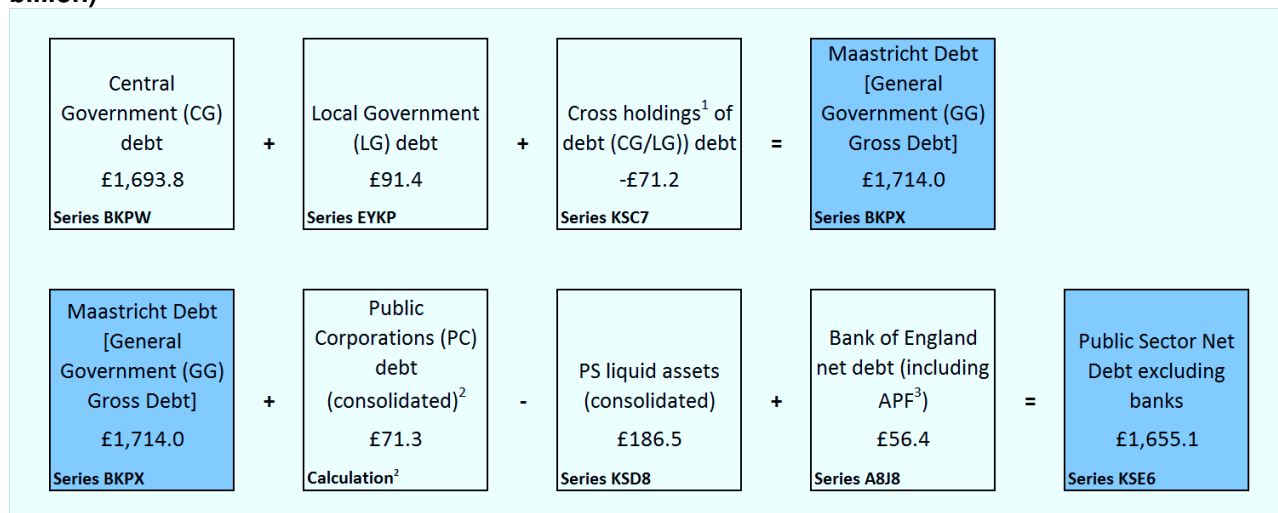 billion)
Central
Government (CG)
debt
£1,693.8
Series BKPW
+
Local Government
(LG) debt
£91.4
Series EYKP
+
Cross holdings¹ of
debt (CG/LG)) debt
-£71.2
Series KSC7
=
Maastricht Debt
[General
Government (GG)
Gross Debt]
£1,714.0
Series BKPX
Maastricht Debt
[General
Government (GG)
Gross Debt]
£1,714.0
Series BKPX
+
Public
Corporations (PC)
debt
(consolidated)²
£71.3
Calculation²
-
PS liquid assets
(consolidated)
£186.5
Series KSD8
+
Bank of England
net debt (including
APF³)
£56.4
Series A8J8
=
Public Sector Net
Debt excluding
banks
£1,655.1
Series KSE6